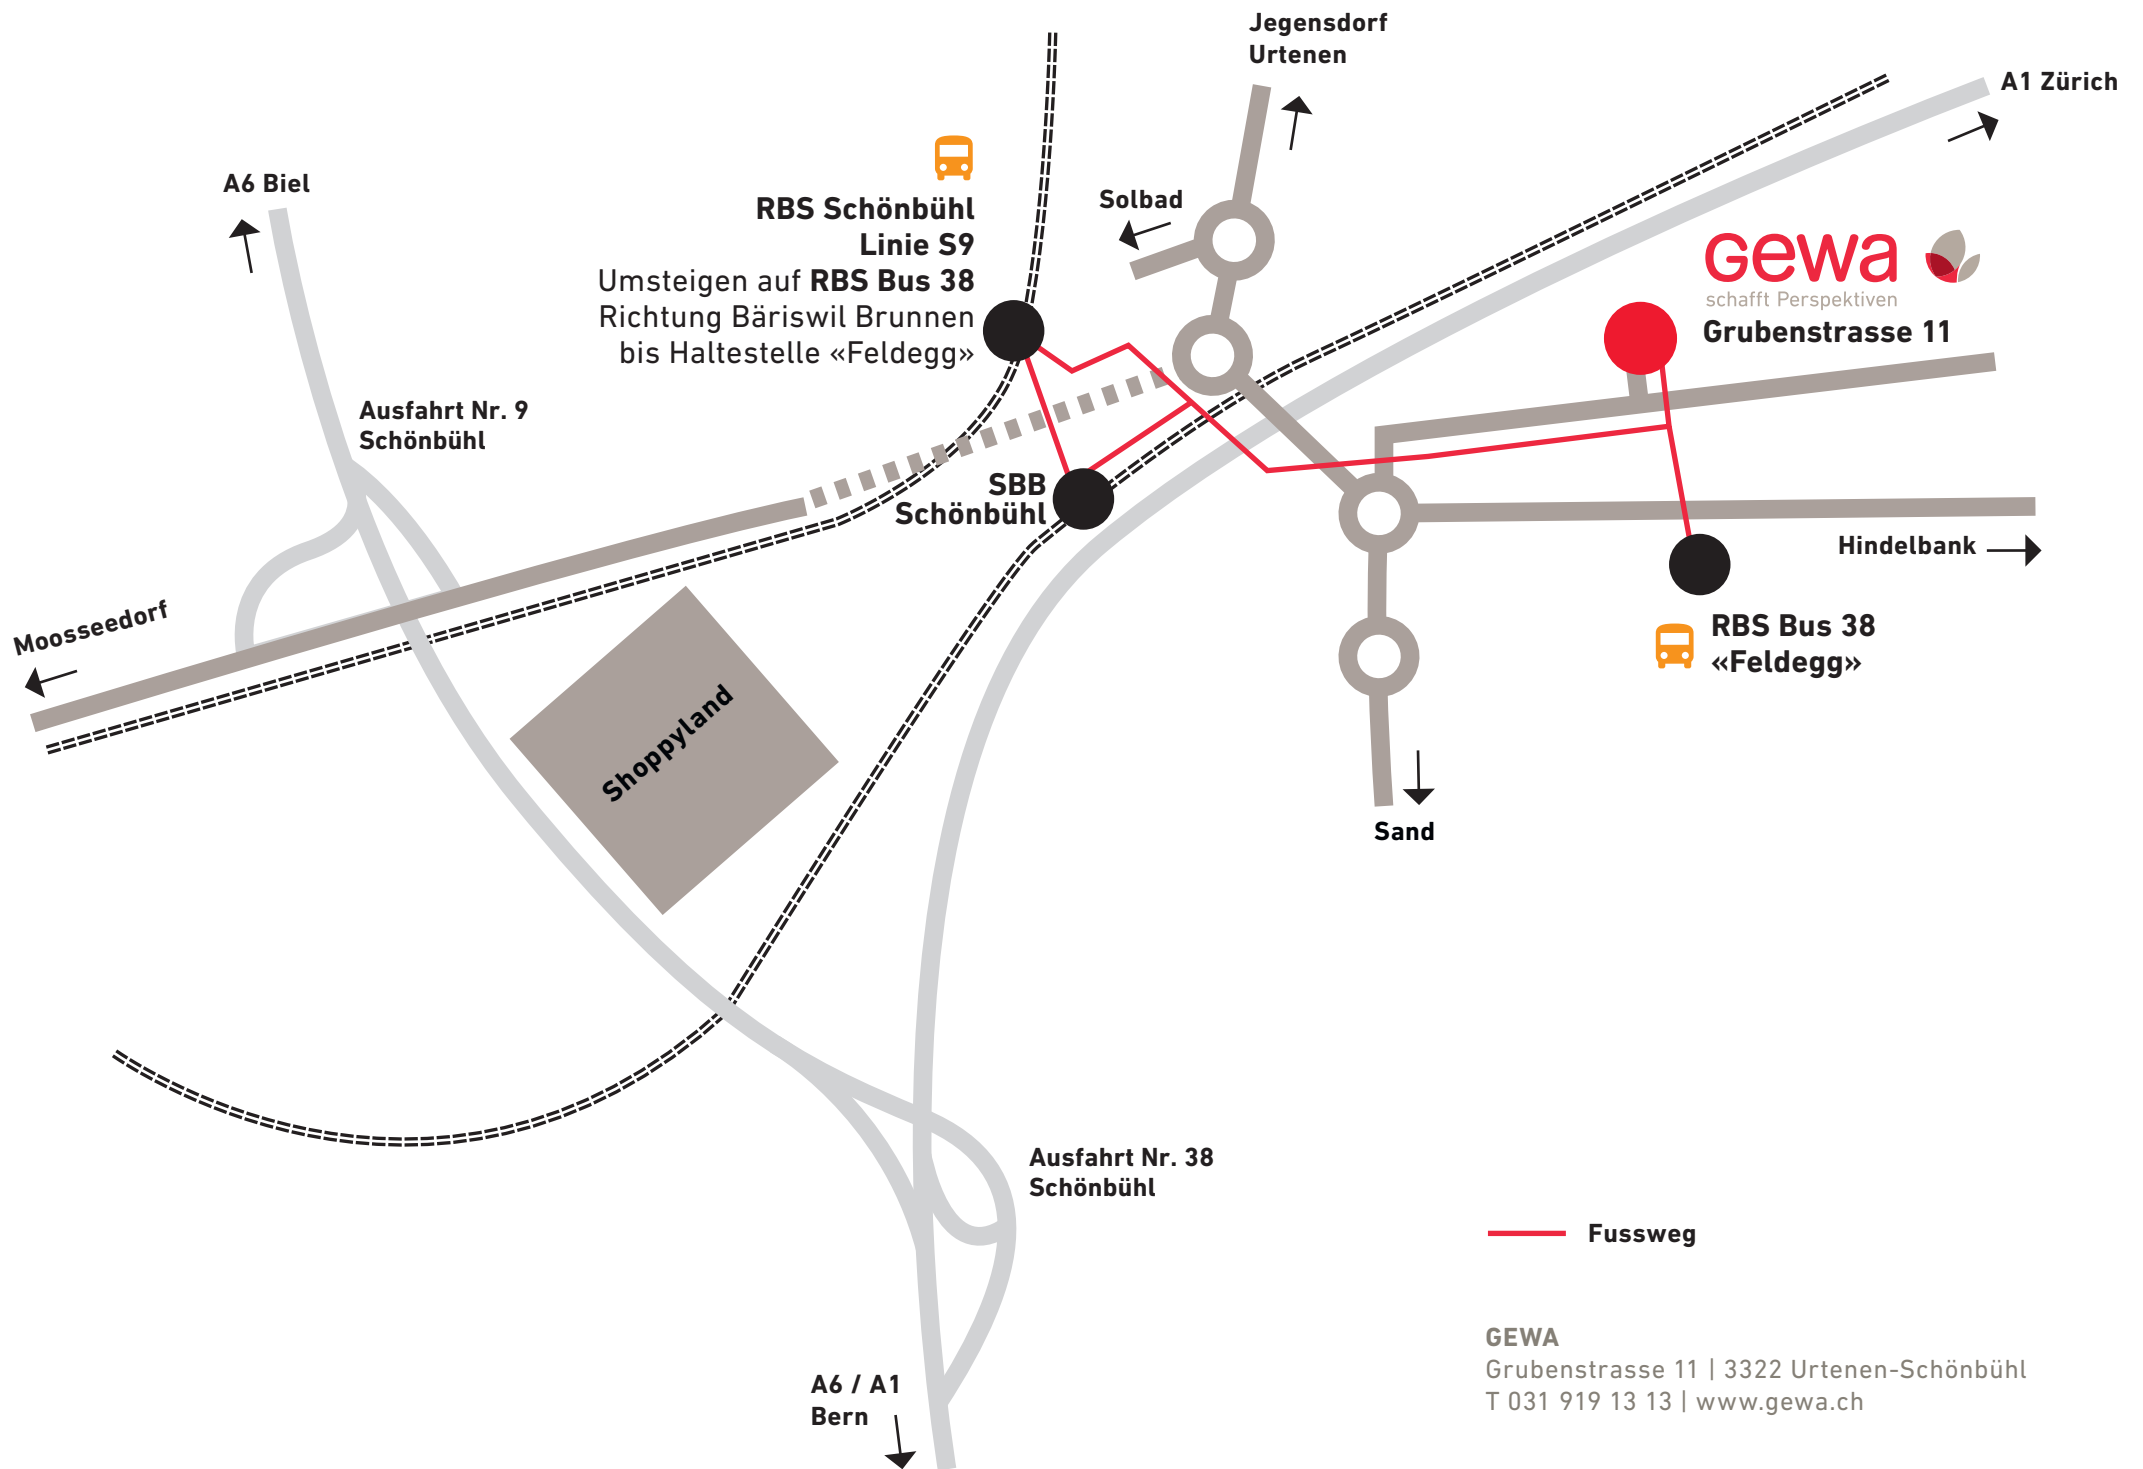 Jegensdorf
Urtenen
A1 Zürich
A6 Biel
RBS Schönbühl
Linie S9
Umsteigen auf RBS Bus 38
Richtung Bäriswil Brunnen
bis Haltestelle «Feldegg»
Solbad
Gewa
schafft Perspektiven
Grubenstrasse 11
Ausfahrt Nr. 9
Schönbühl
SBB
Schönbühl
Hindelbank
Moosseedorf
RBS Bus 38
«Feldegg»
Shoppyland
Sand
Ausfahrt Nr. 38
Schönbühl
Fussweg
A6 / A1
Bern
GEWA
Grubenstrasse 11 | 3322 Urtenen-Schönbühl
T 031 919 13 13 | www.gewa.ch